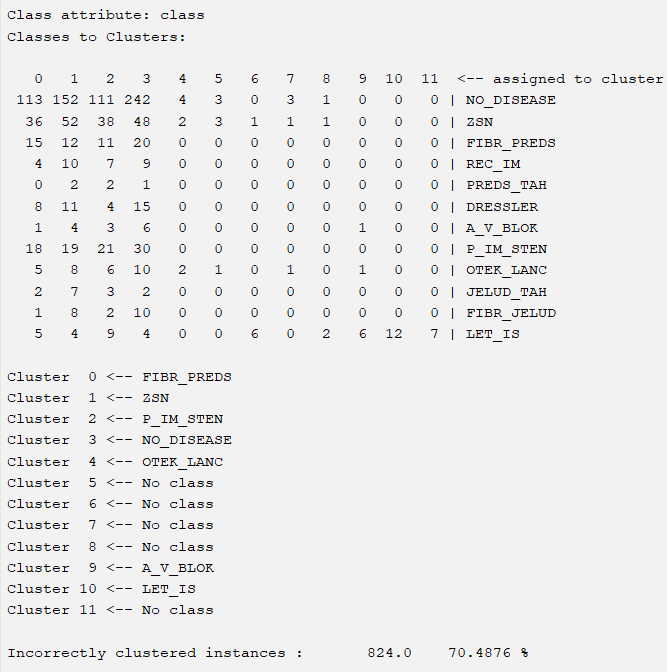 Class attribute: class
Classes to Clusters:
0 1 2 3 4 5 6 7 8 9 10 11 <-- assigned to cluster
113 152 111 242 4 3 0 3 1 0 0 0 | NO_DISEASE
36 52 38 48 2 3 1 1 1 0 0 0 | ZSN
15 12 11 20 0 0 0 0 0 0 0 0 | FIBR_PREDS
4 10 7 9 0 0 0 0 0 0 0 0 | REC_IM
0 2 2 1 0 0 0 0 0 0 0 0 | PREDS_TAH
8 11 4 15 0 0 0 0 0 0 0 0 | DRESSLER
1 4 3 6 0 0 0 0 0 1 0 0 | A_V_BLOK
18 19 21 30 0 0 0 0 0 0 0 0 | P_IM_STEN
5 8 6 10 2 1 0 1 0 1 0 0 | OTEK_LANC
2 7 3 2 0 0 0 0 0 0 0 0 | JELUD_TAH
1 8 2 10 0 0 0 0 0 0 0 0 | FIBR_JELUD
5 4 9 4 0 0 6 0 2 6 12 7 | LET_IS
Cluster 0 <-- FIBR_PREDS
Cluster 1 <-- ZSN
Cluster 2 <-- P_IM_STEN
Cluster 3 <-- NO_DISEASE
Cluster 4 <-- OTEK_LANC
Cluster 5 <-- No class
Cluster 6 <-- No class
Cluster 7 <-- No class
Cluster 8 <-- No class
Cluster 9 <-- A_V_BLOK
Cluster 10 <-- LET_IS
Cluster 11 <-- No class
Incorrectly clustered instances : 824.0 70.4876 %